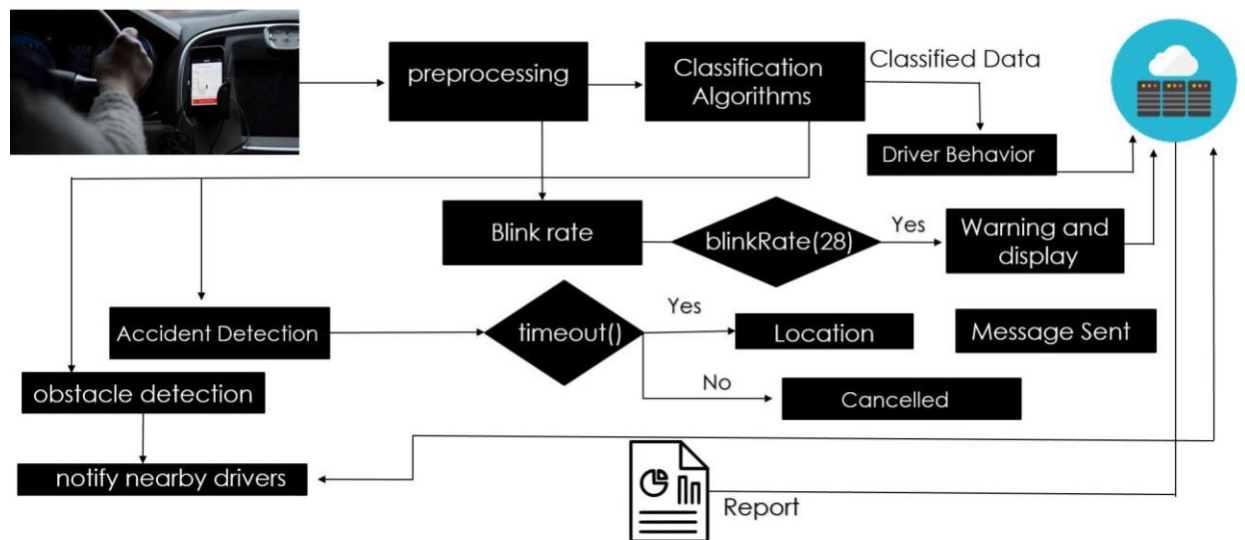 preprocessing
Classification
Algorithms
Classified Data
Driver Behavior
Blink rate
blinkRate(28)
Yes
Warning and
display
Accident Detection
timeout()
Yes
Location
Message Sent
No
Cancelled
obstacle detection
notify nearby drivers
Report